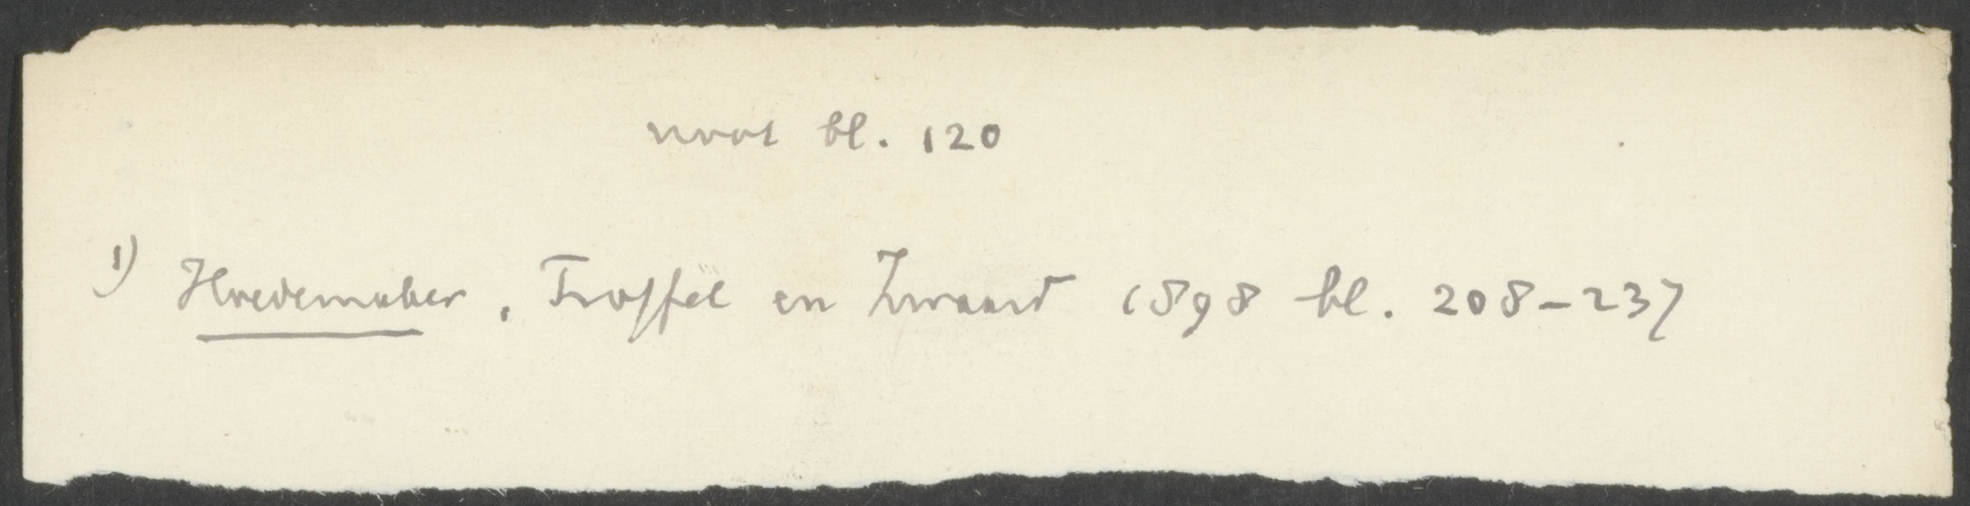 noot bl. 120
1) Hoedemaker, Troffel en Zwaard 1898 bl. 208-237